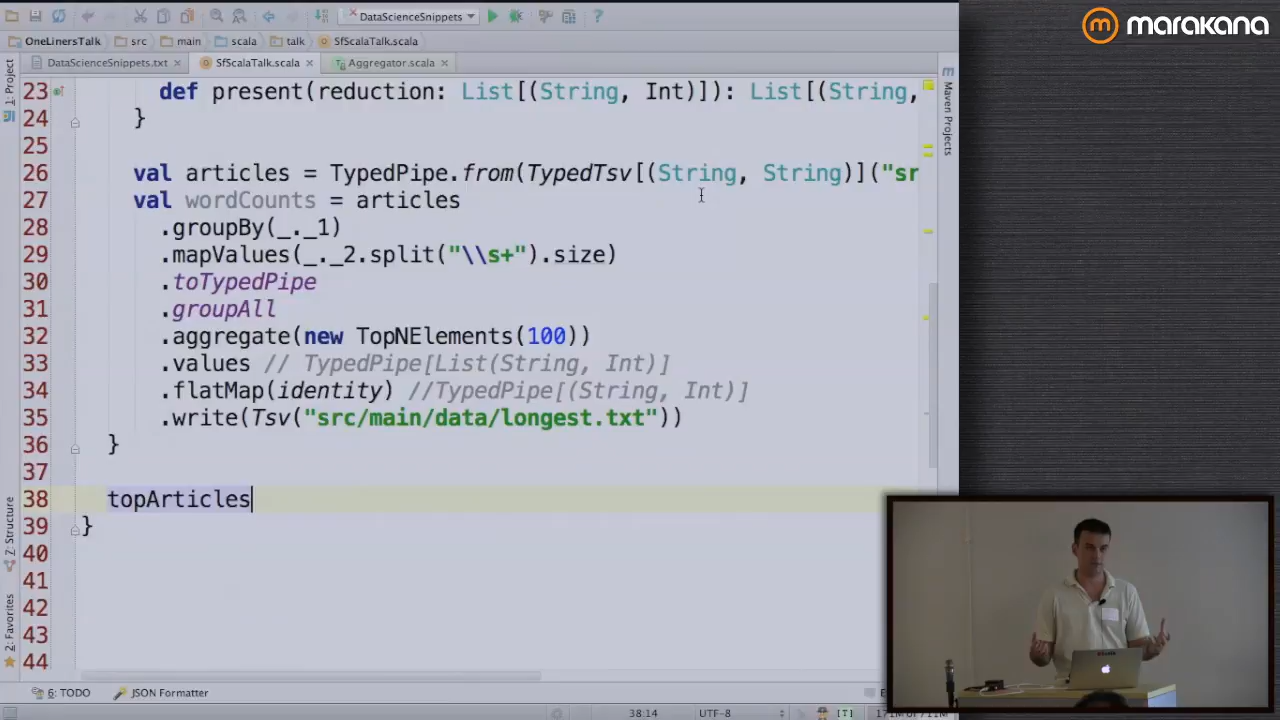 DataScienceSnippets
marakana
OneLinersTalk
src
main
scala
talk
SfScalaTalk.scala
DataScienceSnippets.txt
SfScalaTalk.scala
Aggregator.scala
1: Project
Maven Projects
23 def present(reduction: List[(String, Int)]): List[(String,
24 }
25
26 val articles = TypedPipe.from(TypedTsv[(String, String)]("sr
27 val wordCounts = articles
28 .groupBy(_._1)
29 .mapValues(_._2.split("\\s+").size)
30 .toTypedPipe
31 .groupAll
32 .aggregate(new TopNElements(100))
33 .values // TypedPipe[List(String, Int)]
34 .flatMap(identity) //TypedPipe[(String, Int)]
35 .write(Tsv("src/main/data/longest.txt"))
36 }
37
38 topArticles
39 }
40
41
42
43
44
7: Structure
2: Favorites
6: TODO
JSON Formatter
38:14
UTF-8
[T]